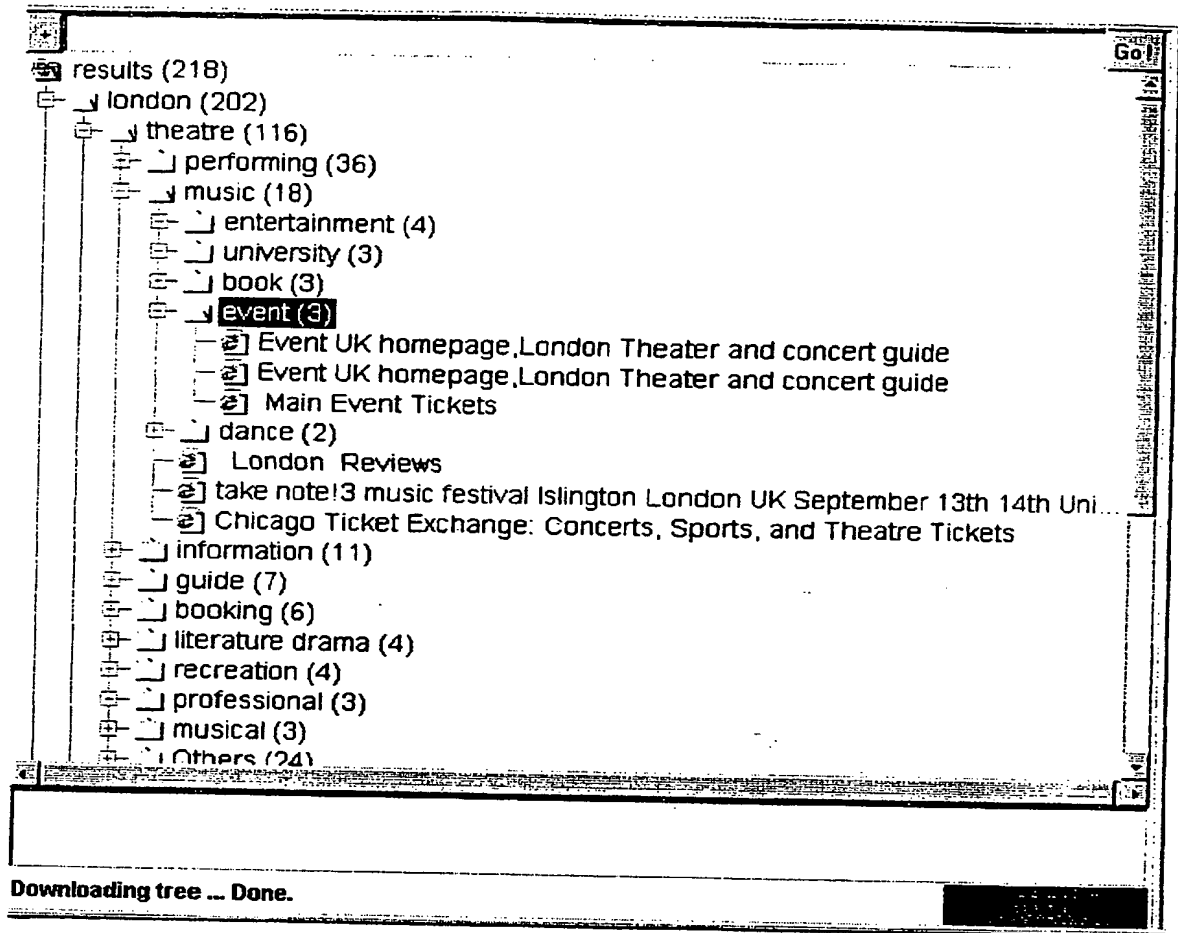 Go!
results (218)
london (202)
theatre (116)
performing (36)
music (18)
entertainment (4)
university (3)
book (3)
event (3)
Event UK homepage,London Theater and concert guide
Event UK homepage,London Theater and concert guide
Main Event Tickets
dance (2)
London Reviews
take note!3 music festival Islington London UK September 13th 14th Uni...
Chicago Ticket Exchange: Concerts, Sports, and Theatre Tickets
information (11)
guide (7)
booking (6)
literature drama (4)
recreation (4)
professional (3)
musical (3)
Others (24)
Downloading tree ... Done.